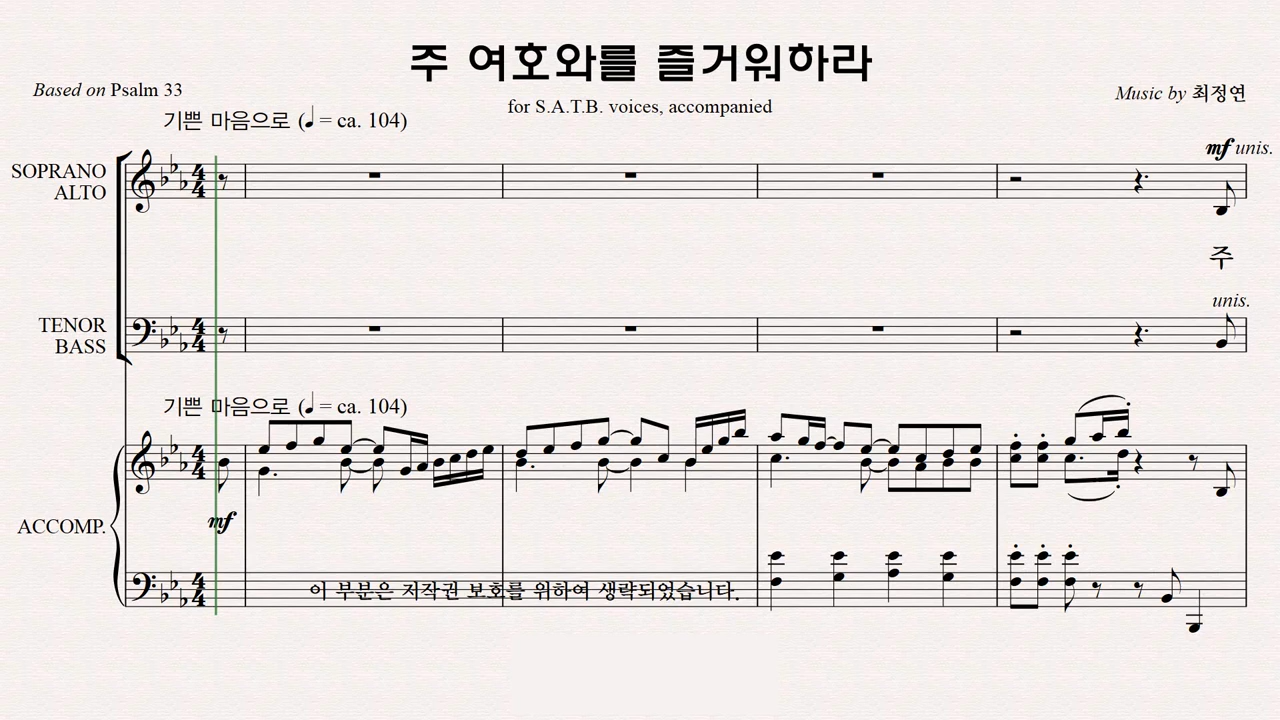 주 여호와를 즐거워하라
Based on Psalm 33
for S.A.T.B. voices, accompanied
Music by 최정연
기쁜 마음으로 (♩ = ca. 104)
mf unis.
SOPRANO
ALTO
주
unis.
TENOR
BASS
기쁜 마음으로 (♩ = ca. 104)
mf
ACCOMP.
이 부분은 저작권 보호를 위하여 생략되었습니다.